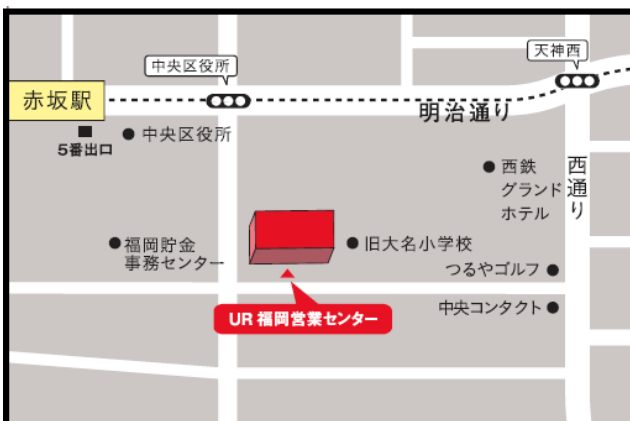 中央区役所
天神西
赤坂駅
明治通り
5番出口
中央区役所
西鉄
グランド
ホテル
西通り
福岡貯金
事務センター
旧大名小学校
つるやゴルフ
中央コンタクト
UR 福岡営業センター